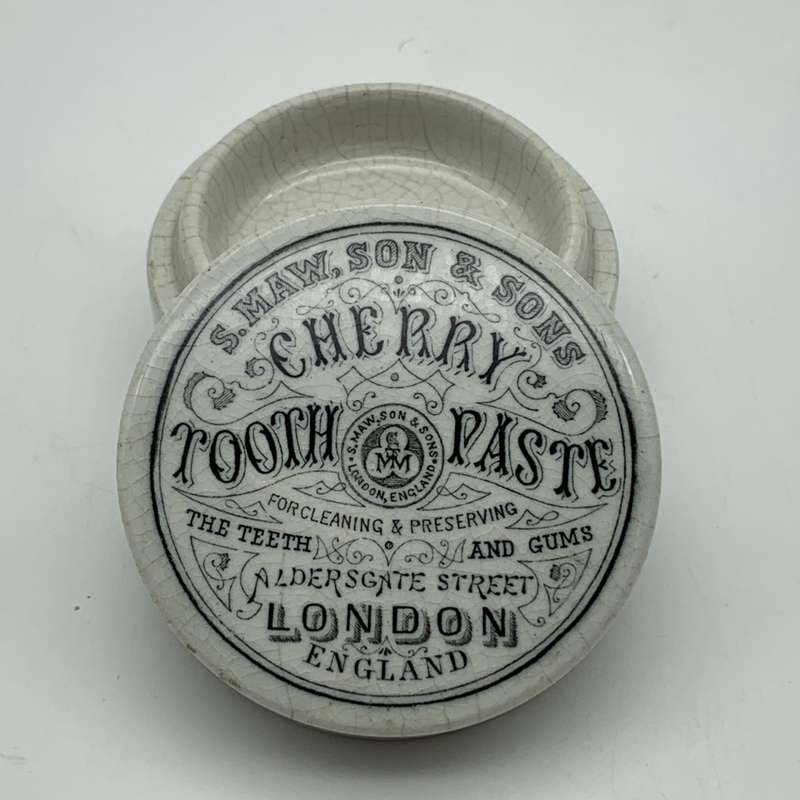 S. MAW, SON & SONS
CHERRY
TOOTH PASTE
S. MAW, SON & SONS
LONDON, ENGLAND
FOR CLEANING & PRESERVING
THE TEETH AND GUMS
ALDERSGATE STREET
LONDON
ENGLAND